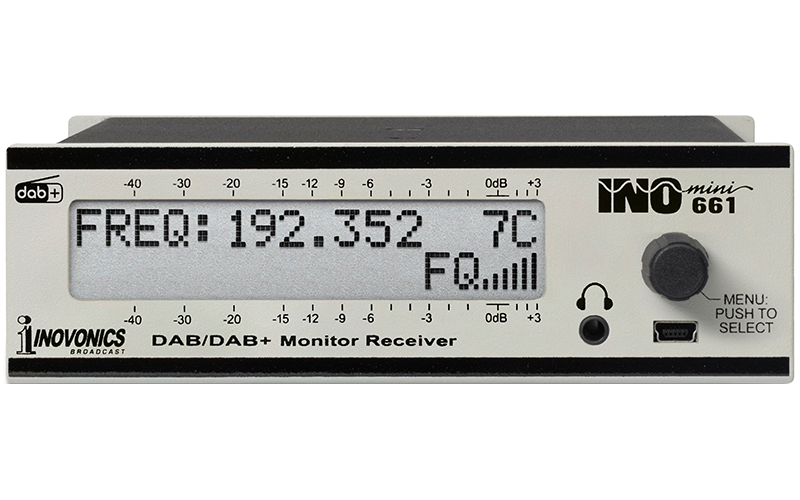 dab+
-40 -30 -20 -15 -12 -9 -6 -3 0dB +3
INO mini
661
FREQ: 192.352 7C
FQ
-40 -30 -20 -15 -12 -9 -6 -3 0dB +3
MENU:
PUSH TO
SELECT
iINOVONICS
BROADCAST
DAB/DAB+ Monitor Receiver